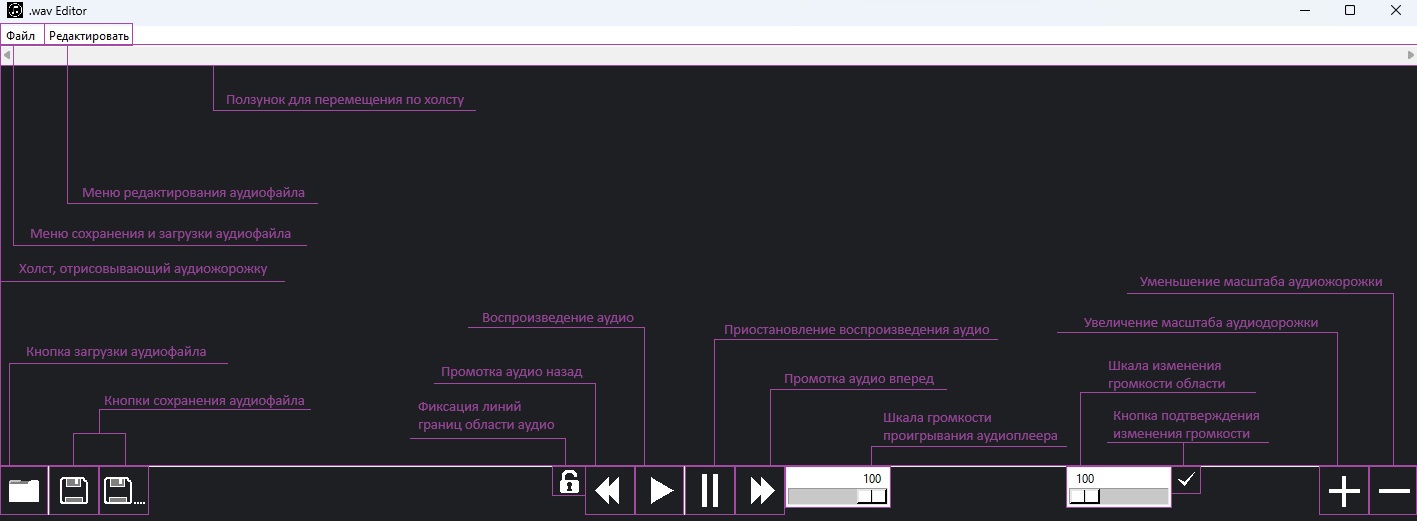 .wav Editor
Файл Редактировать
Ползунок для перемещения по холсту
Меню редактирования аудиофайла
Меню сохранения и загрузки аудиофайла
Холст, отрисовывающий аудиожорожку
Уменьшение масштаба аудиожорожки
Воспроизведение аудио
Приостановление воспроизведения аудио
Увеличение масштаба аудиодорожки
Кнопка загрузки аудиофайла
Промотка аудио назад
Промотка аудио вперед
Шкала изменения
громкости области
Кнопки сохранения аудиофайла
Фиксация линий
границ области аудио
Шкала громкости
проигрывания аудиоплеера
Кнопка подтверждения
изменения громкости
100
100